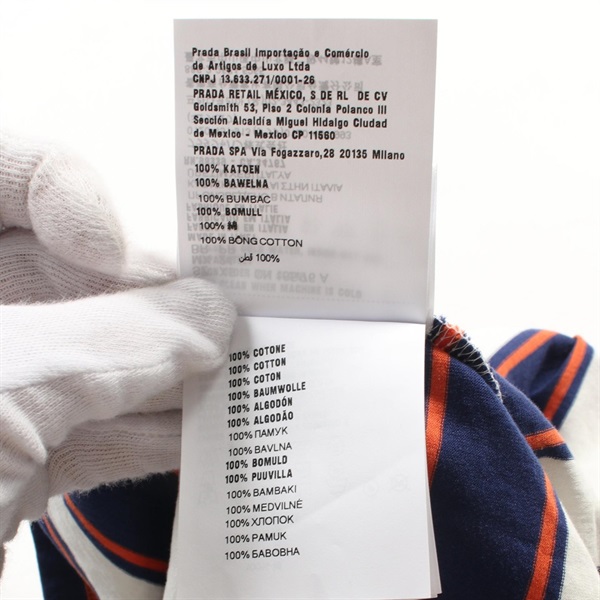 Prada Brasil Importação e Comércio
de Artigos de Luxo Ltda
CNPJ 13.633.271/0001-26
PRADA RETAIL MÉXICO, S DE RL DE CV
Goldsmith 53, Piso 2 Colonia Polanco III
Sección Alcaldía Miguel Hidalgo Ciudad
de Mexico - Mexico CP 11560
PRADA SPA Via Fogazzaro,28 20135 Milano
100% KATOEN
100% BAWEŁNA
100% BUMBAC
100% BOMULL
100% 棉
100% BÔNG COTTON
100% قطن
100% COTONE
100% COTTON
100% COTON
100% BAUMWOLLE
100% ALGODÓN
100% ALGODÃO
100% ПАМУК
100% BAVLNA
100% BOMULD
100% PUUVILLA
100% BAMBAKI
100% MEDVILNĖ
100% ХЛОПОК
100% PAMUK
100% БАВОВНА